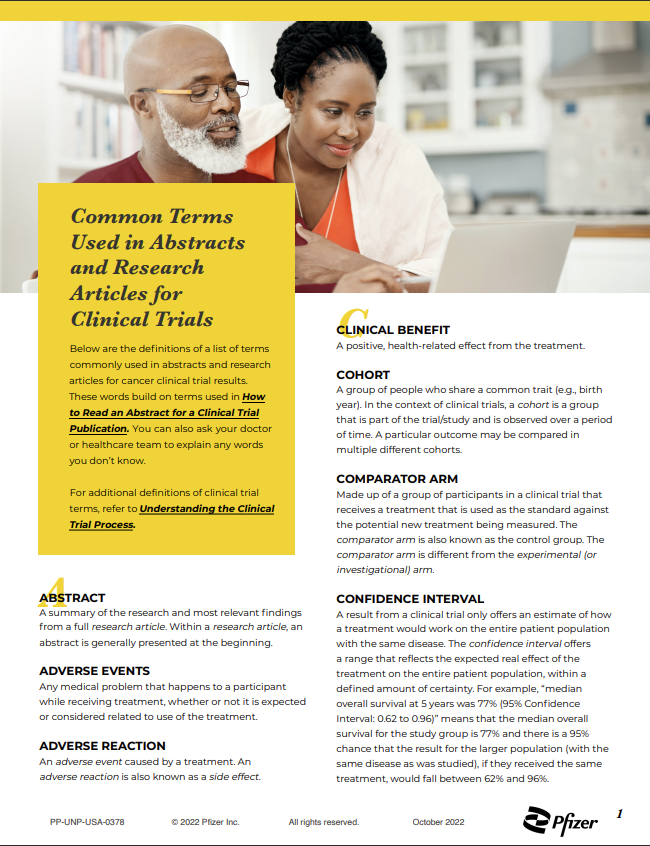 Common Terms
Used in Abstracts
and Research
Articles for
Clinical Trials
Below are the definitions of a list of terms
commonly used in abstracts and research
articles for cancer clinical trial results.
These words build on terms used in How
to Read an Abstract for a Clinical Trial
Publication. You can also ask your doctor
or healthcare team to explain any words
you don’t know.
For additional definitions of clinical trial
terms, refer to Understanding the Clinical
Trial Process.
A
ABSTRACT
A summary of the research and most relevant findings
from a full research article. Within a research article, an
abstract is generally presented at the beginning.
ADVERSE EVENTS
Any medical problem that happens to a participant
while receiving treatment, whether or not it is expected
or considered related to use of the treatment.
ADVERSE REACTION
An adverse event caused by a treatment. An
adverse reaction is also known as a side effect.
C
CLINICAL BENEFIT
A positive, health-related effect from the treatment.
COHORT
A group of people who share a common trait (e.g., birth
year). In the context of clinical trials, a cohort is a group
that is part of the trial/study and is observed over a period
of time. A particular outcome may be compared in
multiple different cohorts.
COMPARATOR ARM
Made up of a group of participants in a clinical trial that
receives a treatment that is used as the standard against
the potential new treatment being measured. The
comparator arm is also known as the control group. The
comparator arm is different from the experimental (or
investigational) arm.
CONFIDENCE INTERVAL
A result from a clinical trial only offers an estimate of how
a treatment would work on the entire patient population
with the same disease. The confidence interval offers
a range that reflects the expected real effect of the
treatment on the entire patient population, within a
defined amount of certainty. For example, “median
overall survival at 5 years was 77% (95% Confidence
Interval: 0.62 to 0.96)” means that the median overall
survival for the study group is 77% and there is a 95%
chance that the result for the larger population (with the
same disease as was studied), if they received the same
treatment, would fall between 62% and 96%.
PP-UNP-USA-0378 © 2022 Pfizer Inc. All rights reserved. October 2022 Pfizer 1